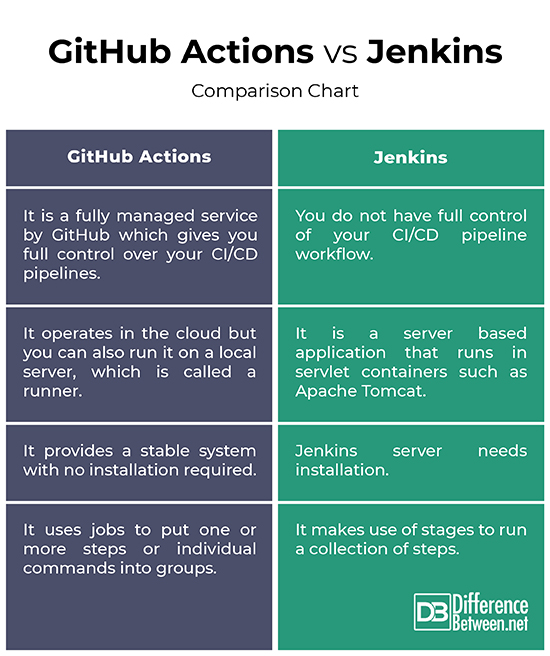 GitHub Actions vs Jenkins
Comparison Chart
GitHub Actions
Jenkins
It is a fully managed service
by GitHub which gives you
full control over your CI/CD
pipelines.
You do not have full control
of your CI/CD pipeline
workflow.
It operates in the cloud but
you can also run it on a local
server, which is called a
runner.
It is a server based
application that runs in
servlet containers such as
Apache Tomcat.
It provides a stable system
with no installation required.
Jenkins server needs
installation.
It uses jobs to put one or
more steps or individual
commands into groups.
It makes use of stages to run
a collection of steps.
DB Difference
Between.net